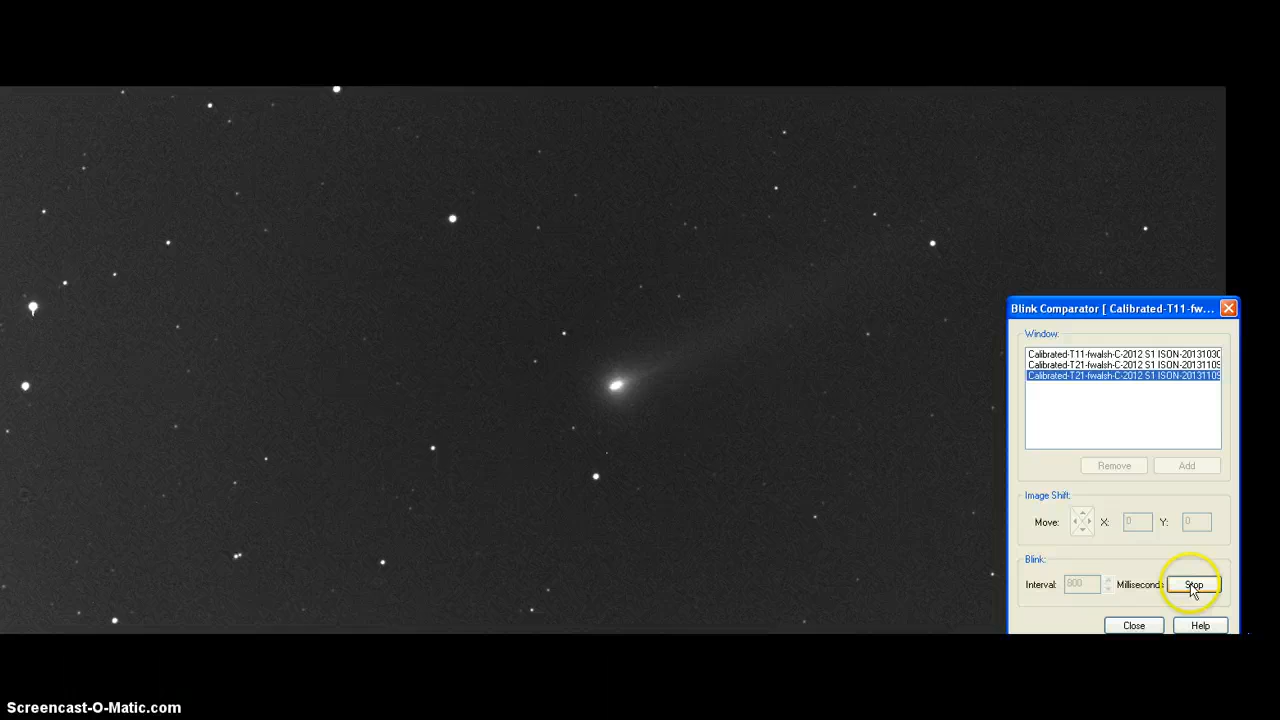 Blink Comparator [ Calibrated-T11-fw...
Window:
Calibrated-T11-fwalsh-C-2012 S1 ISON-2013103
Calibrated-T21-fwalsh-C-2012 S1 ISON-2013110
Calibrated-T21-fwalsh-C-2012 S1 ISON-2013110
Remove
Add
Image Shift:
Move:
X:
0
Y:
0
Blink:
Interval:
800
Milliseconds
Stop
Close
Help
Screencast-O-Matic.com